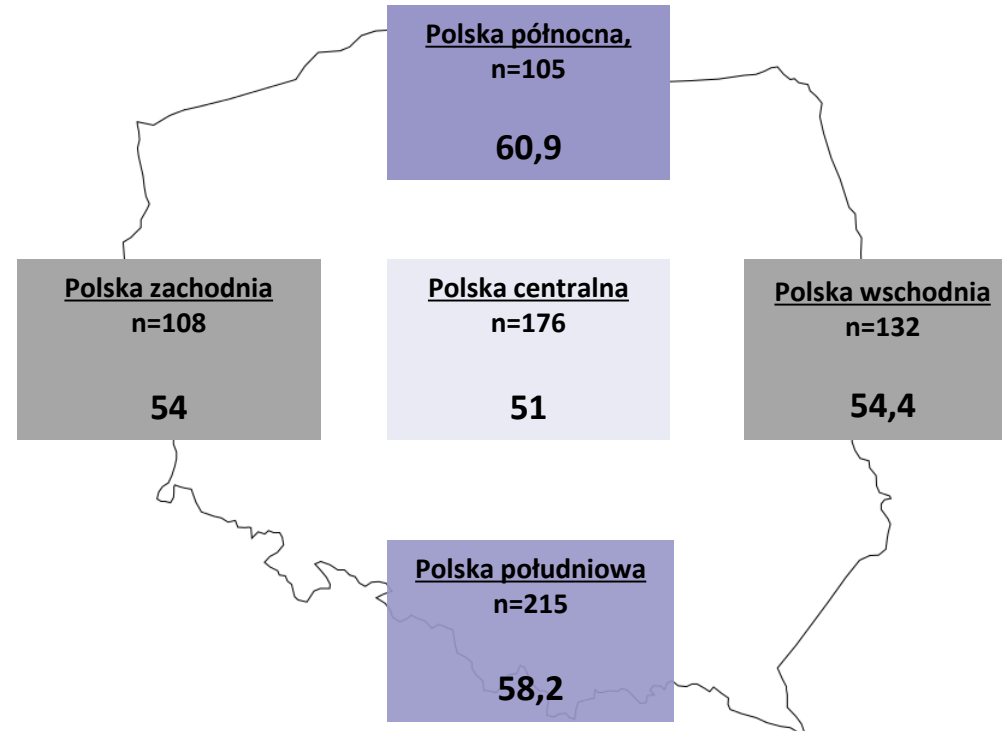 Polska północna,
n=105
60,9
Polska zachodnia
n=108
54
Polska centralna
n=176
51
Polska wschodnia
n=132
54,4
Polska południowa
n=215
58,2